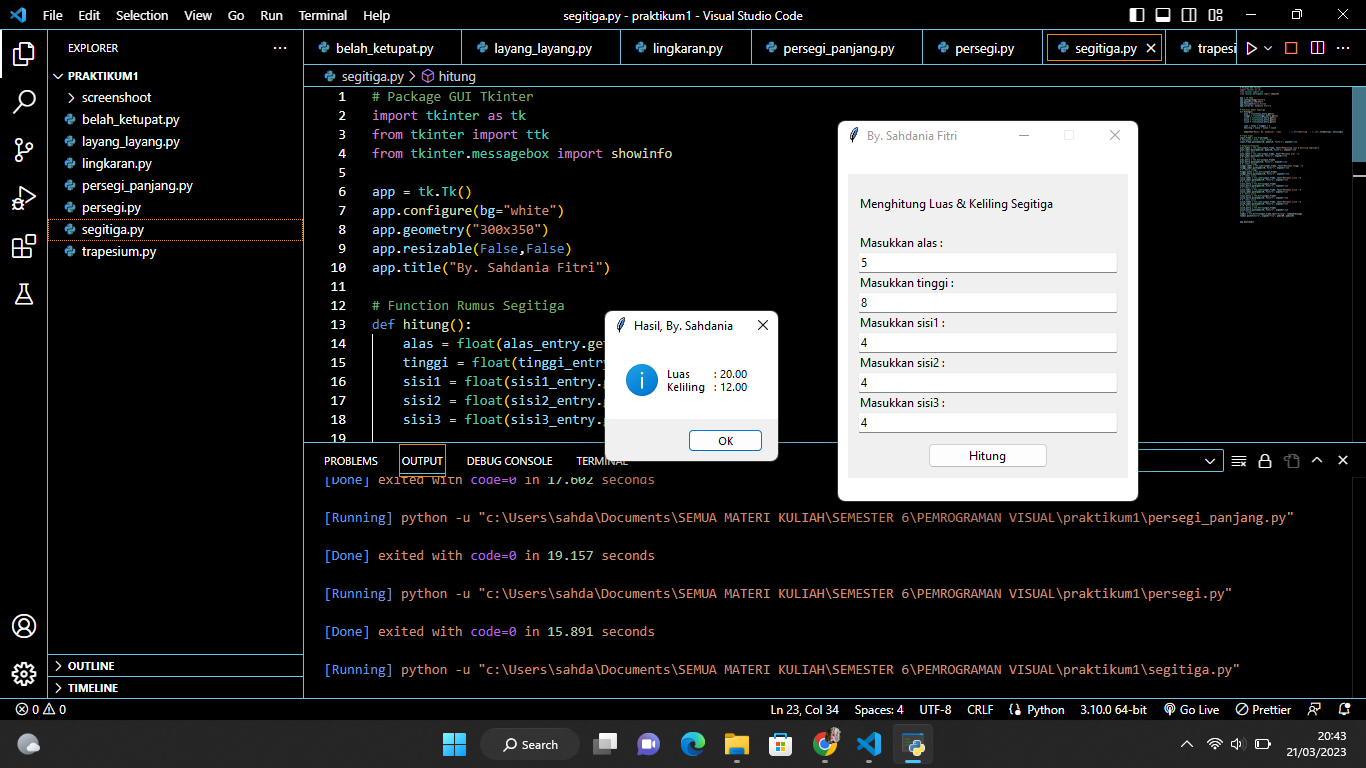 File Edit Selection View Go Run Terminal Help
segitiga.py - praktikum1 - Visual Studio Code
EXPLORER
PRAKTIKUM1
screenshoot
belah_ketupat.py
layang_layang.py
lingkaran.py
persegi_panjang.py
persegi.py
segitiga.py
trapesium.py
OUTLINE
TIMELINE
belah_ketupat.py layang_layang.py lingkaran.py persegi_panjang.py persegi.py segitiga.py trapesi
segitiga.py hitung
1 # Package GUI Tkinter
2 import tkinter as tk
3 from tkinter import ttk
4 from tkinter.messagebox import showinfo
5
6 app = tk.Tk()
7 app.configure(bg="white")
8 app.geometry("300x350")
9 app.resizable(False,False)
10 app.title("By. Sahdania Fitri")
11
12 # Function Rumus Segitiga
13 def hitung():
14 alas = float(alas_entry.ge
15 tinggi = float(tinggi_entry
16 sisi1 = float(sisi1_entry.
17 sisi2 = float(sisi2_entry.
18 sisi3 = float(sisi3_entry.
19
Hasil, By. Sahdania
Luas : 20.00
Keliling : 12.00
OK
By. Sahdania Fitri
Menghitung Luas & Keliling Segitiga
Masukkan alas :
5
Masukkan tinggi :
8
Masukkan sisi1 :
4
Masukkan sisi2 :
4
Masukkan sisi3 :
4
Hitung
PROBLEMS OUTPUT DEBUG CONSOLE TERMINAL
[Done] exited with code=0 in 17.602 seconds
[Running] python -u "c:\Users\sahda\Documents\SEMUA MATERI KULIAH\SEMESTER 6\PEMROGRAMAN VISUAL\praktikum1\persegi_panjang.py"
[Done] exited with code=0 in 19.157 seconds
[Running] python -u "c:\Users\sahda\Documents\SEMUA MATERI KULIAH\SEMESTER 6\PEMROGRAMAN VISUAL\praktikum1\persegi.py"
[Done] exited with code=0 in 15.891 seconds
[Running] python -u "c:\Users\sahda\Documents\SEMUA MATERI KULIAH\SEMESTER 6\PEMROGRAMAN VISUAL\praktikum1\segitiga.py"
0 0 Ln 23, Col 34 Spaces: 4 UTF-8 CRLF Python 3.10.0 64-bit Go Live Prettier
Search
20:43
21/03/2023